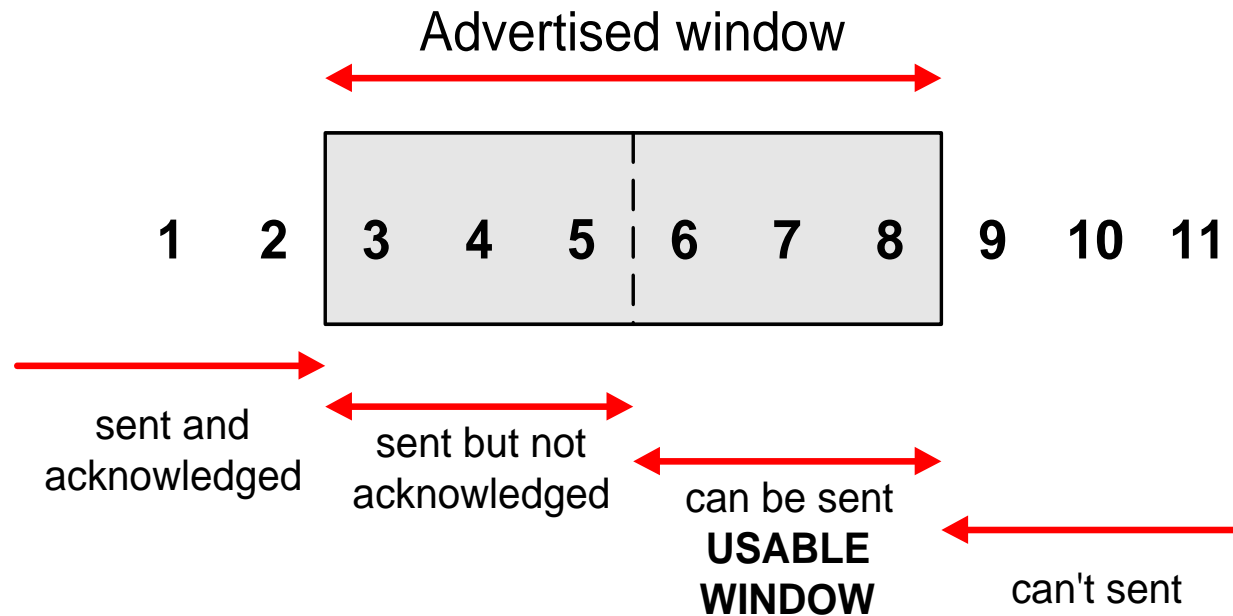 Advertised window
1 2 3 4 5 6 7 8 9 10 11
sent and
acknowledged
sent but not
acknowledged
can be sent
USABLE
WINDOW
can't sent